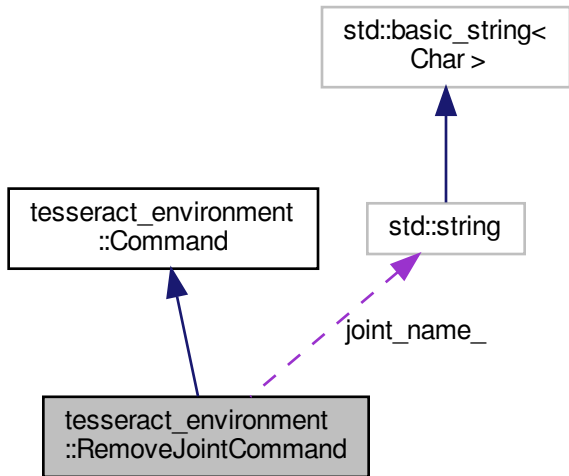 std::basic_string<
Char >
tesseract_environment
::Command
std::string
joint_name_
tesseract_environment
::RemoveJointCommand